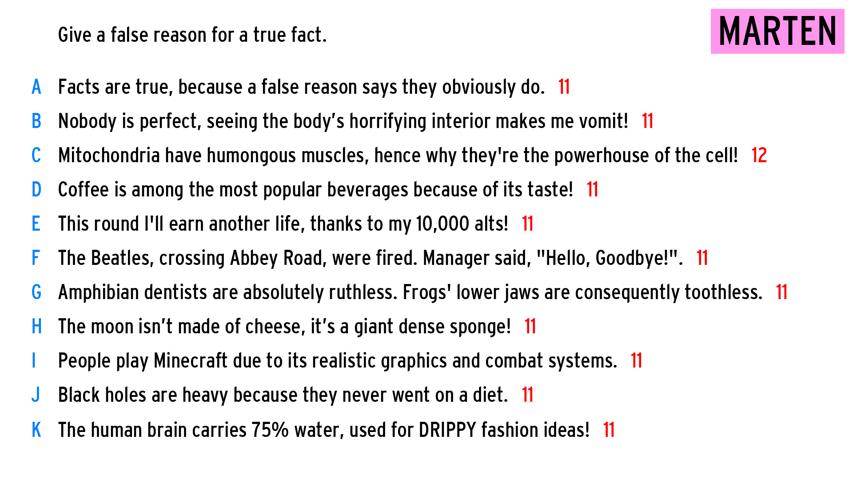 Give a false reason for a true fact.
MARTEN
A Facts are true, because a false reason says they obviously do. 11
B Nobody is perfect, seeing the body’s horrifying interior makes me vomit! 11
C Mitochondria have humongous muscles, hence why they're the powerhouse of the cell! 12
D Coffee is among the most popular beverages because of its taste! 11
E This round I'll earn another life, thanks to my 10,000 alts! 11
F The Beatles, crossing Abbey Road, were fired. Manager said, "Hello, Goodbye!". 11
G Amphibian dentists are absolutely ruthless. Frogs' lower jaws are consequently toothless. 11
H The moon isn’t made of cheese, it’s a giant dense sponge! 11
I People play Minecraft due to its realistic graphics and combat systems. 11
J Black holes are heavy because they never went on a diet. 11
K The human brain carries 75% water, used for DRIPPY fashion ideas! 11